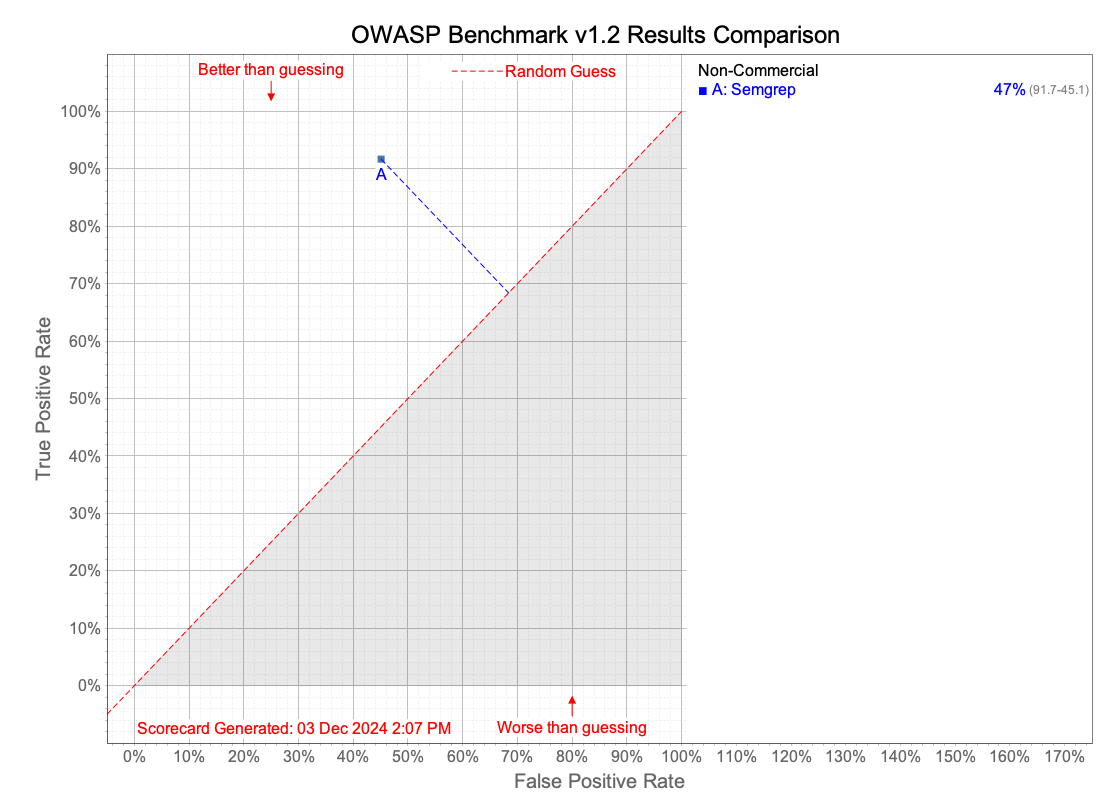 OWASP Benchmark v1.2 Results Comparison
Better than guessing
Random Guess
Non-Commercial
A: Semgrep 47% (91.7-45.1)
100%
90%
A
80%
70%
60%
50%
40%
30%
20%
10%
0%
True Positive Rate
Scorecard Generated: 03 Dec 2024 2:07 PM
Worse than guessing
0% 10% 20% 30% 40% 50% 60% 70% 80% 90% 100% 110% 120% 130% 140% 150% 160% 170%
False Positive Rate